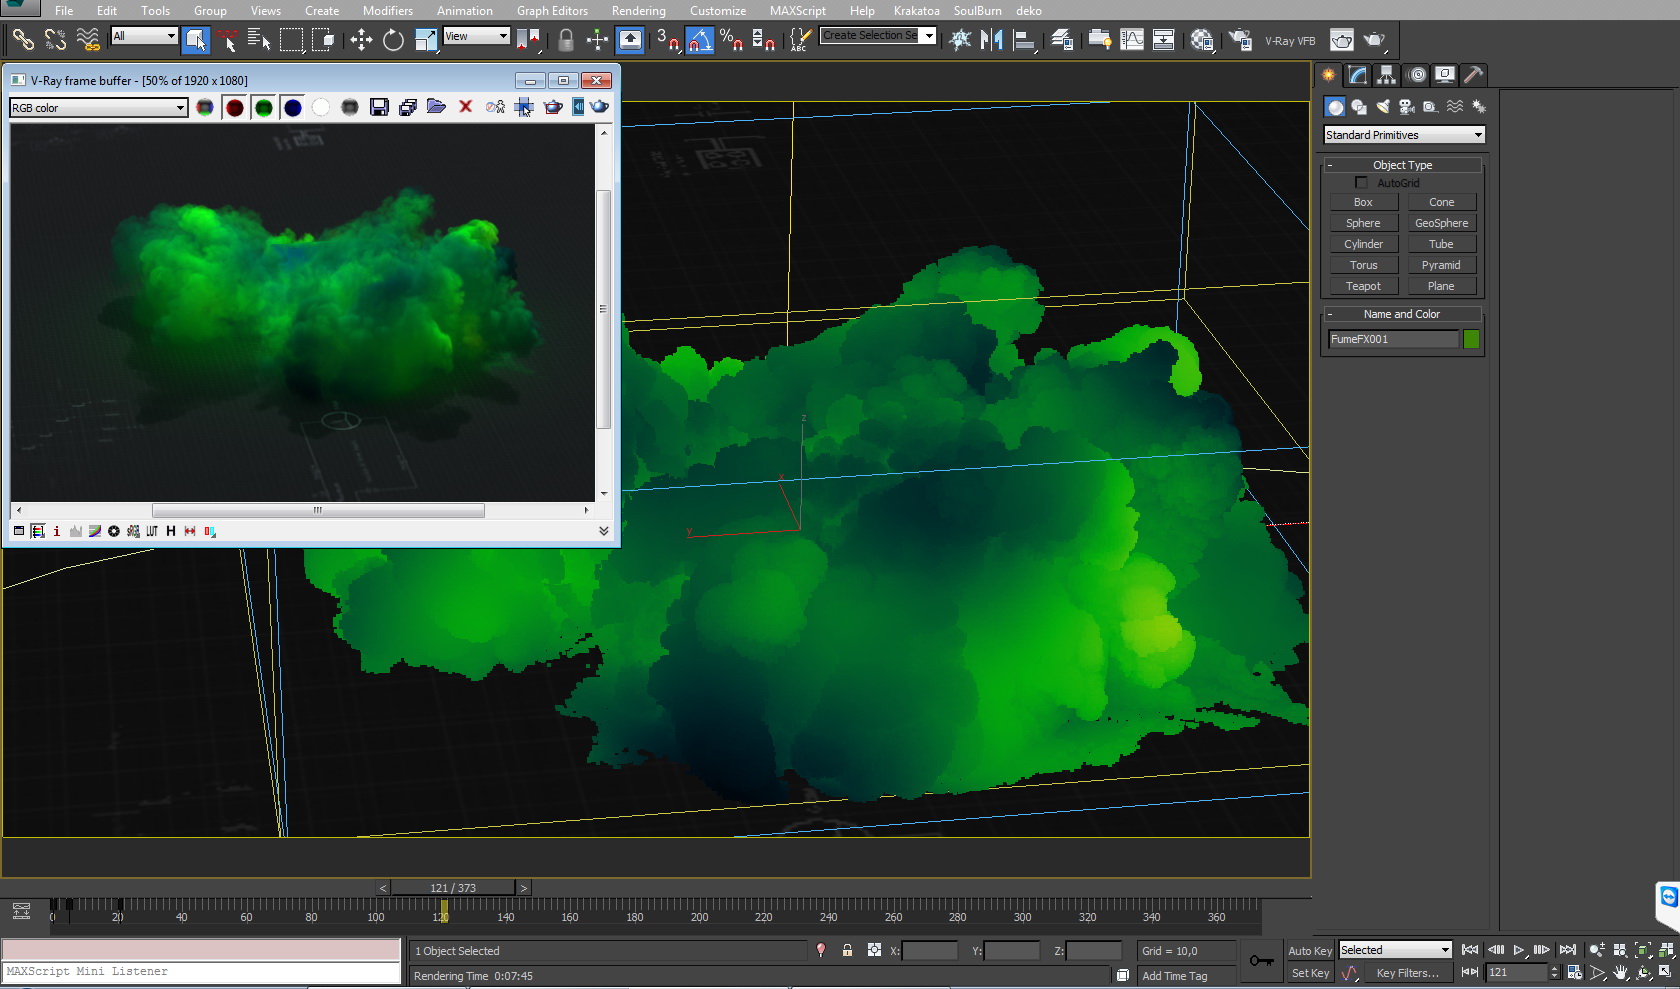 File Edit Tools Group Views Create Modifiers Animation Graph Editors Rendering Customize MAXScript Help Krakatoa SoulBurn deko
All
View
3
%
ABC
Create Selection Se
V-Ray VFB
V-Ray frame buffer - [50% of 1920 x 1080]
RGB color
i
sRGB
LUT
H
z
x
y
Standard Primitives
- Object Type
AutoGrid
Box Cone
Sphere GeoSphere
Cylinder Tube
Torus Pyramid
Teapot Plane
- Name and Color
FumeFX001
< 121 / 373 >
0 20 40 60 80 100 120 140 160 180 200 220 240 260 280 300 320 340 360
1 Object Selected
X: Y: Z:
Grid = 10,0
Auto Key Selected
MAXScript Mini Listener
Rendering Time 0:07:45
Add Time Tag
Set Key Key Filters...
121